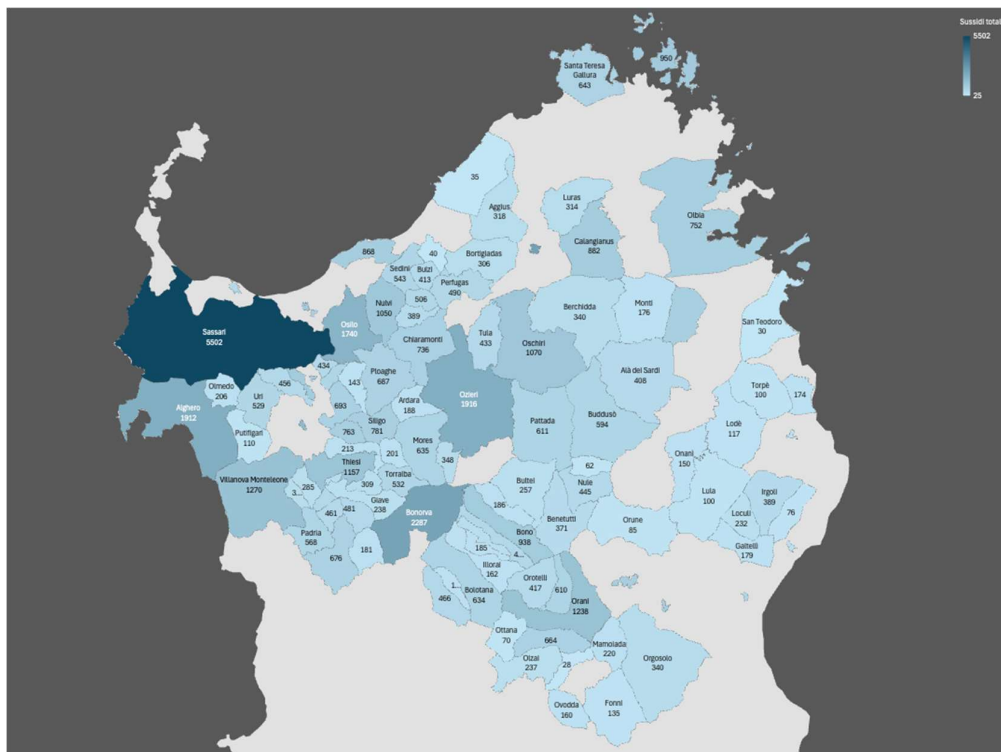 Sussidi total
5502
25
950
Santa Teresa
Gallura
643
35
Aggius
318
Luras
314
Olbia
752
Calangianus
882
868
40
Bortigiadas
306
Sedini
543
Bulzi
413
Perfugas
490
506
Nulvi
1050
389
Berchidda
340
Monti
176
San Teodoro
30
Sassari
5502
Osilo
1740
Chiaramonti
736
Tula
433
Oschiri
1070
Alà dei Sardi
408
434
143
Ploaghe
687
Olmedo
206
456
Uri
529
Ardara
188
Ozieri
1916
Torpè
100
174
Alghero
1912
693
Siligo
781
763
Putifigari
110
Pattada
611
Buddusò
594
Lodè
117
213
201
Mores
635
348
Onanì
150
Thiesi
1157
Torralba
532
62
Villanova Monteleone
1270
285
309
3...
Bultei
257
Nule
445
Lula
100
Irgoli
389
76
481
461
Giave
238
Bonorva
2287
186
Benetutti
371
Orune
85
Loculi
232
Padria
568
676
181
Bono
938
185
4...
Galtellì
179
Illorai
162
1...
466
Bolotana
634
Orotelli
417
610
Orani
1238
Ottana
70
664
Mamoiada
220
Orgosolo
340
Olzai
237
28
Ovodda
160
Fonni
135